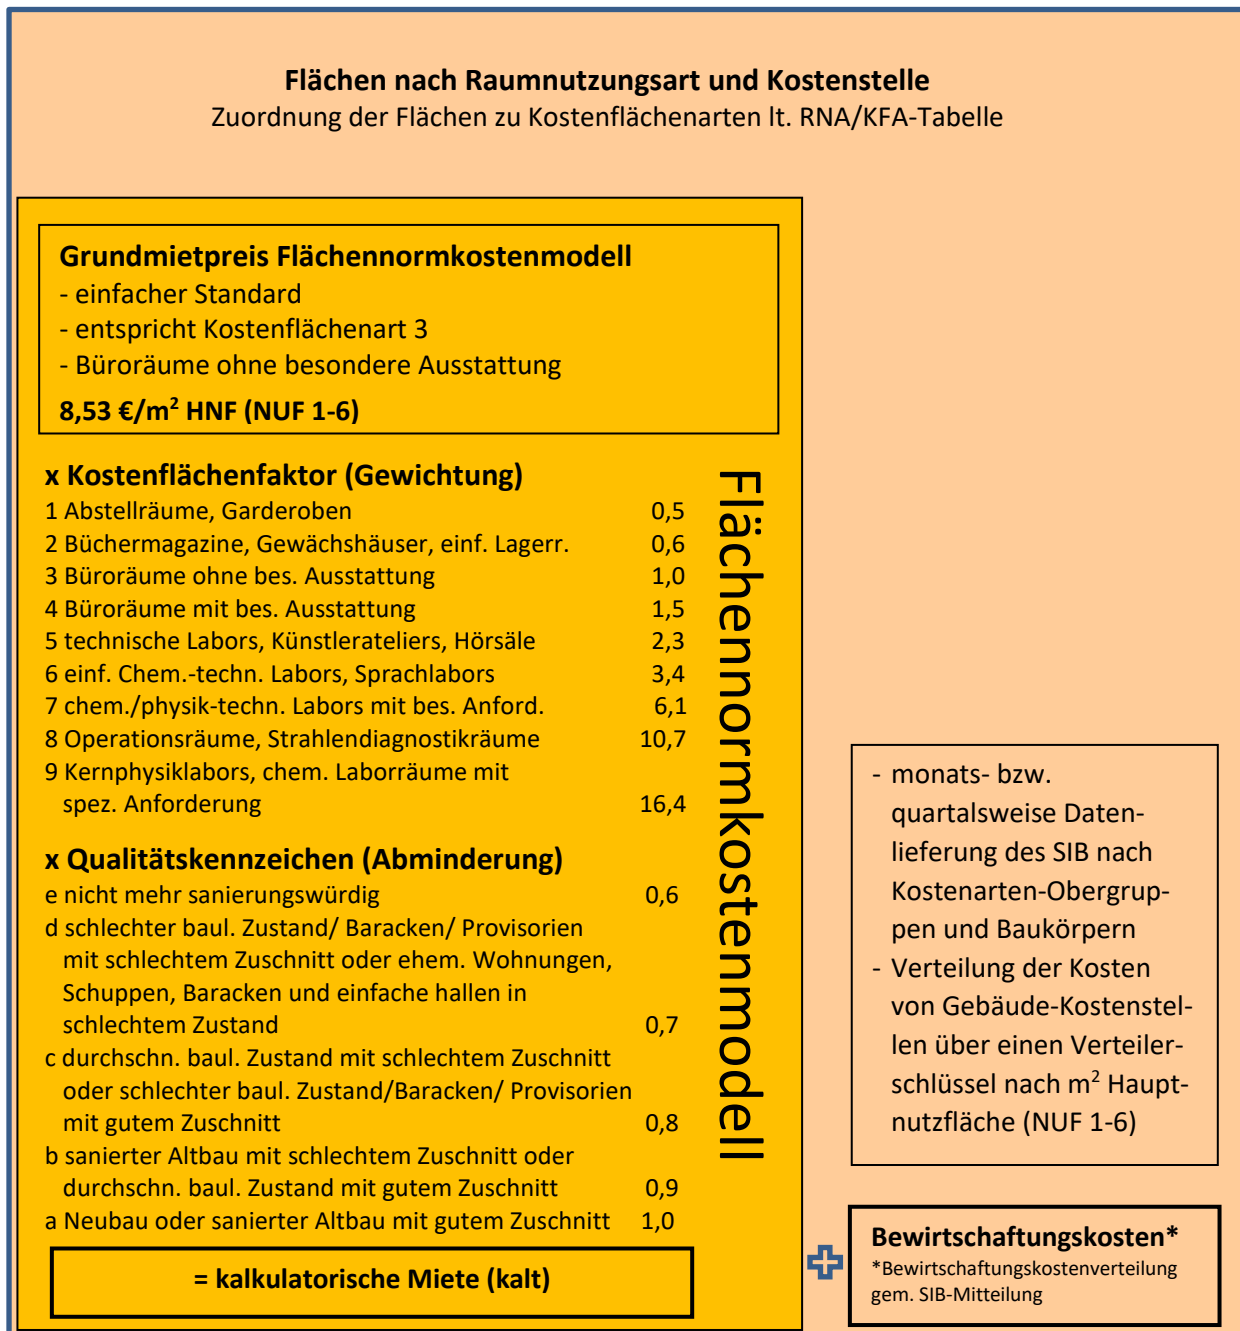 Flächen nach Raumnutzungsart und Kostenstelle
Zuordnung der Flächen zu Kostenflächenarten lt. RNA/KFA-Tabelle
Grundmietpreis Flächennormkostenmodell
- einfacher Standard
- entspricht Kostenflächenart 3
- Büroräume ohne besondere Ausstattung
8,53 €/m² HNF (NUF 1-6)
x Kostenflächenfaktor (Gewichtung)
1 Abstellräume, Garderoben 0,5
2 Büchermagazine, Gewächshäuser, einf. Lagerr. 0,6
3 Büroräume ohne bes. Ausstattung 1,0
4 Büroräume mit bes. Ausstattung 1,5
5 technische Labors, Künstlerateliers, Hörsäle 2,3
6 einf. Chem.-techn. Labors, Sprachlabors 3,4
7 chem./physik-techn. Labors mit bes. Anford. 6,1
8 Operationsräume, Strahlendiagnostikräume 10,7
9 Kernphysiklabors, chem. Laborräume mit
spez. Anforderung 16,4
x Qualitätskennzeichen (Abminderung)
e nicht mehr sanierungswürdig 0,6
d schlechter baul. Zustand/ Baracken/ Provisorien
mit schlechtem Zuschnitt oder ehem. Wohnungen,
Schuppen, Baracken und einfache hallen in
schlechtem Zustand 0,7
c durchschn. baul. Zustand mit schlechtem Zuschnitt
oder schlechter baul. Zustand/Baracken/ Provisorien
mit gutem Zuschnitt 0,8
b sanierter Altbau mit schlechtem Zuschnitt oder
durchschn. baul. Zustand mit gutem Zuschnitt 0,9
a Neubau oder sanierter Altbau mit gutem Zuschnitt 1,0
= kalkulatorische Miete (kalt)
Flächennormkostenmodell
- monats- bzw.
quartalsweise Daten-
lieferung des SIB nach
Kostenarten-Obergrup-
pen und Baukörpern
- Verteilung der Kosten
von Gebäude-Kostenstel-
len über einen Verteiler-
schlüssel nach m² Haupt-
nutzfläche (NUF 1-6)
Bewirtschaftungskosten*
*Bewirtschaftungskostenverteilung
gem. SIB-Mitteilung